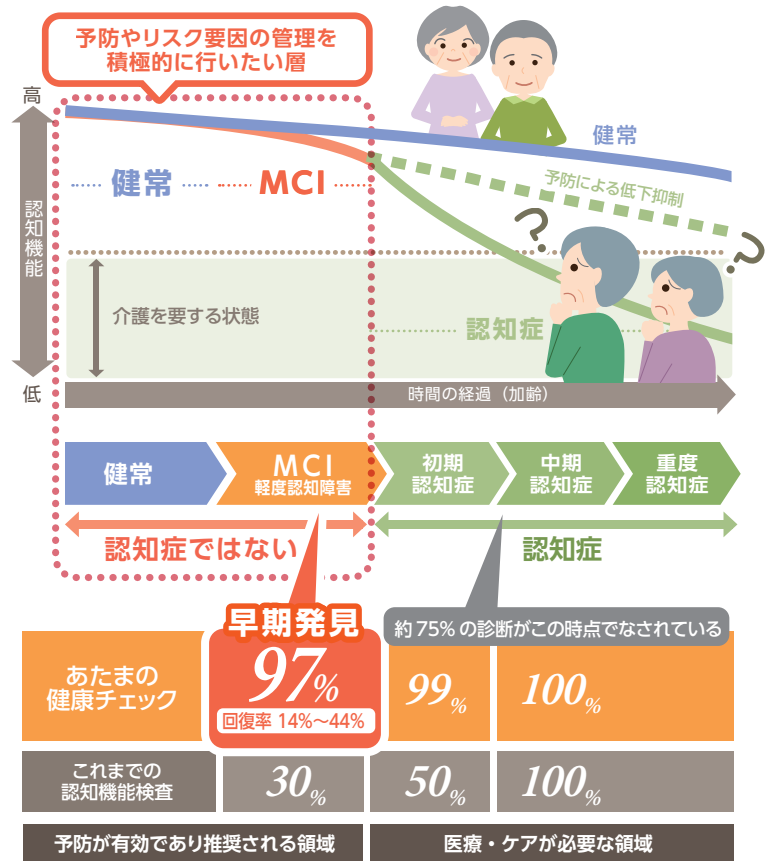 予防やリスク要因の管理を
積極的に行いたい層
高
認知機能
低
健常
健常
MCI
予防による低下抑制
介護を要する状態
認知症
時間の経過（加齢）
健常
MCI
軽度認知障害
初期
認知症
中期
認知症
重度
認知症
認知症ではない
認知症
早期発見
約75%の診断がこの時点でなされている
あたまの
健康チェック
97%
回復率 14%～44%
99%
100%
これまでの
認知機能検査
30%
50%
100%
予防が有効であり推奨される領域
医療・ケアが必要な領域